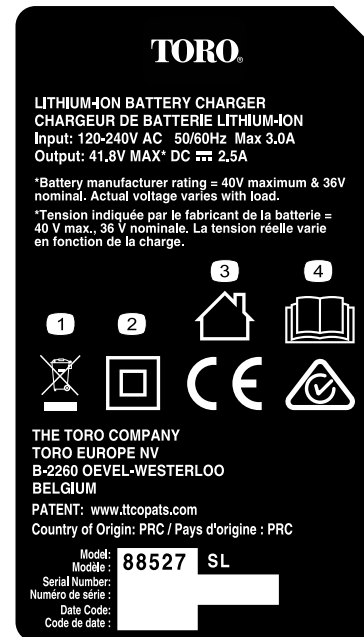 TORO®
LITHIUM-ION BATTERY CHARGER
CHARGEUR DE BATTERIE LITHIUM-ION
Input: 120-240V AC 50/60Hz Max 3.0A
Output: 41.8V MAX* DC ⎓ 2.5A
*Battery manufacturer rating = 40V maximum & 36V
nominal. Actual voltage varies with load.
*Tension indiquée par le fabricant de la batterie =
40 V max., 36 V nominale. La tension réelle varie
en fonction de la charge.
3 4
1 2
CE
THE TORO COMPANY
TORO EUROPE NV
B-2260 OEVEL-WESTERLOO
BELGIUM
PATENT: www.ttcopats.com
Country of Origin: PRC / Pays d'origine : PRC
Model:
Modèle : 88527 SL
Serial Number:
Numéro de série :
Date Code:
Code de date :